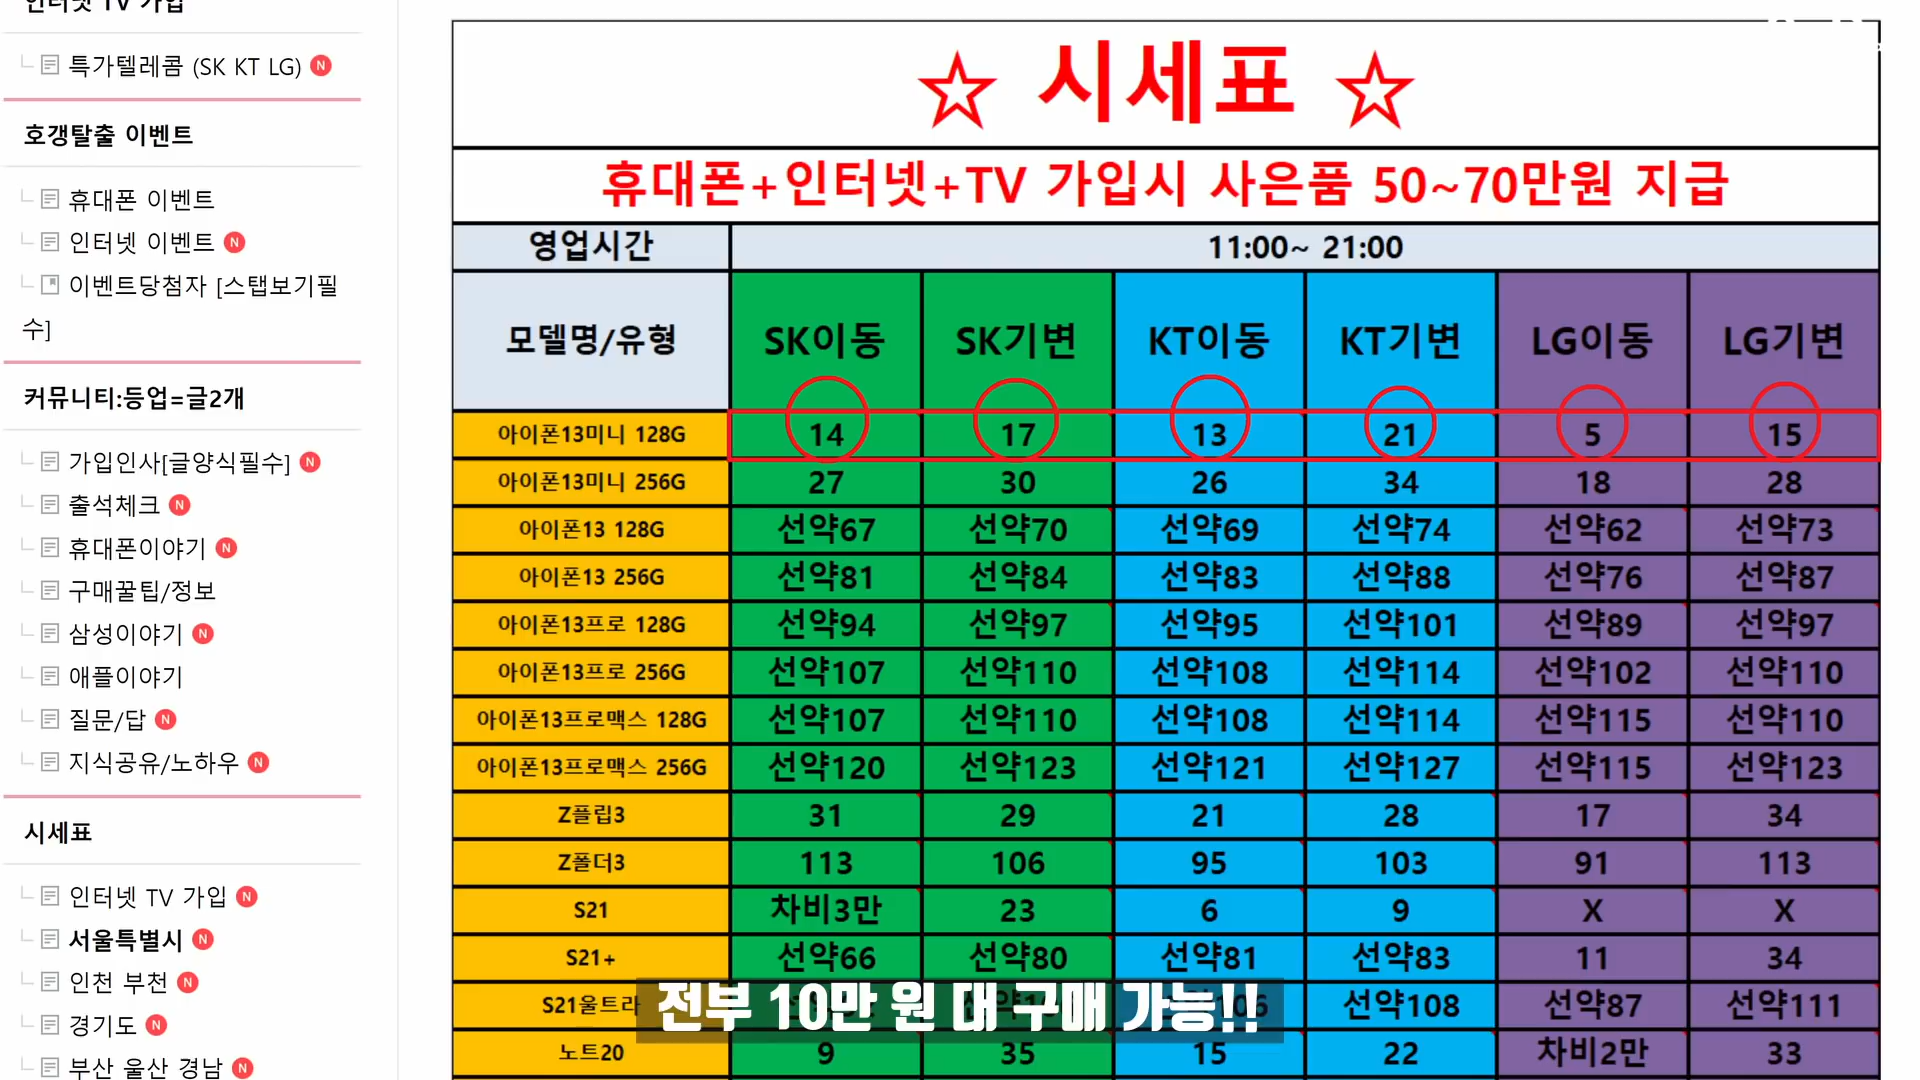 인터넷 TV 가입
특가텔레콤 (SK KT LG) N
호갱탈출 이벤트
휴대폰 이벤트
인터넷 이벤트 N
이벤트당첨자 [스탭보기필
수]
커뮤니티:등업=글2개
가입인사[글양식필수] N
출석체크 N
휴대폰이야기 N
구매꿀팁/정보
삼성이야기 N
애플이야기
질문/답 N
지식공유/노하우 N
시세표
인터넷 TV 가입 N
서울특별시 N
인천 부천 N
경기도 N
부산 울산 경남 N
☆ 시세표 ☆
휴대폰+인터넷+TV 가입시 사은품 50~70만원 지급
영업시간 11:00~ 21:00
모델명/유형 SK이동 SK기변 KT이동 KT기변 LG이동 LG기변
아이폰13미니 128G 14 17 13 21 5 15
아이폰13미니 256G 27 30 26 34 18 28
아이폰13 128G 선약67 선약70 선약69 선약74 선약62 선약73
아이폰13 256G 선약81 선약84 선약83 선약88 선약76 선약87
아이폰13프로 128G 선약94 선약97 선약95 선약101 선약89 선약97
아이폰13프로 256G 선약107 선약110 선약108 선약114 선약102 선약110
아이폰13프로맥스 128G 선약107 선약110 선약108 선약114 선약115 선약110
아이폰13프로맥스 256G 선약120 선약123 선약121 선약127 선약115 선약123
Z플립3 31 29 21 28 17 34
Z폴더3 113 106 95 103 91 113
S21 차비3만 23 6 9 X X
S21+ 선약66 선약80 선약81 선약83 11 34
S21울트라 선약108 선약87 선약111
전부 10만 원 대 구매 가능!!
노트20 9 35 15 22 차비2만 33